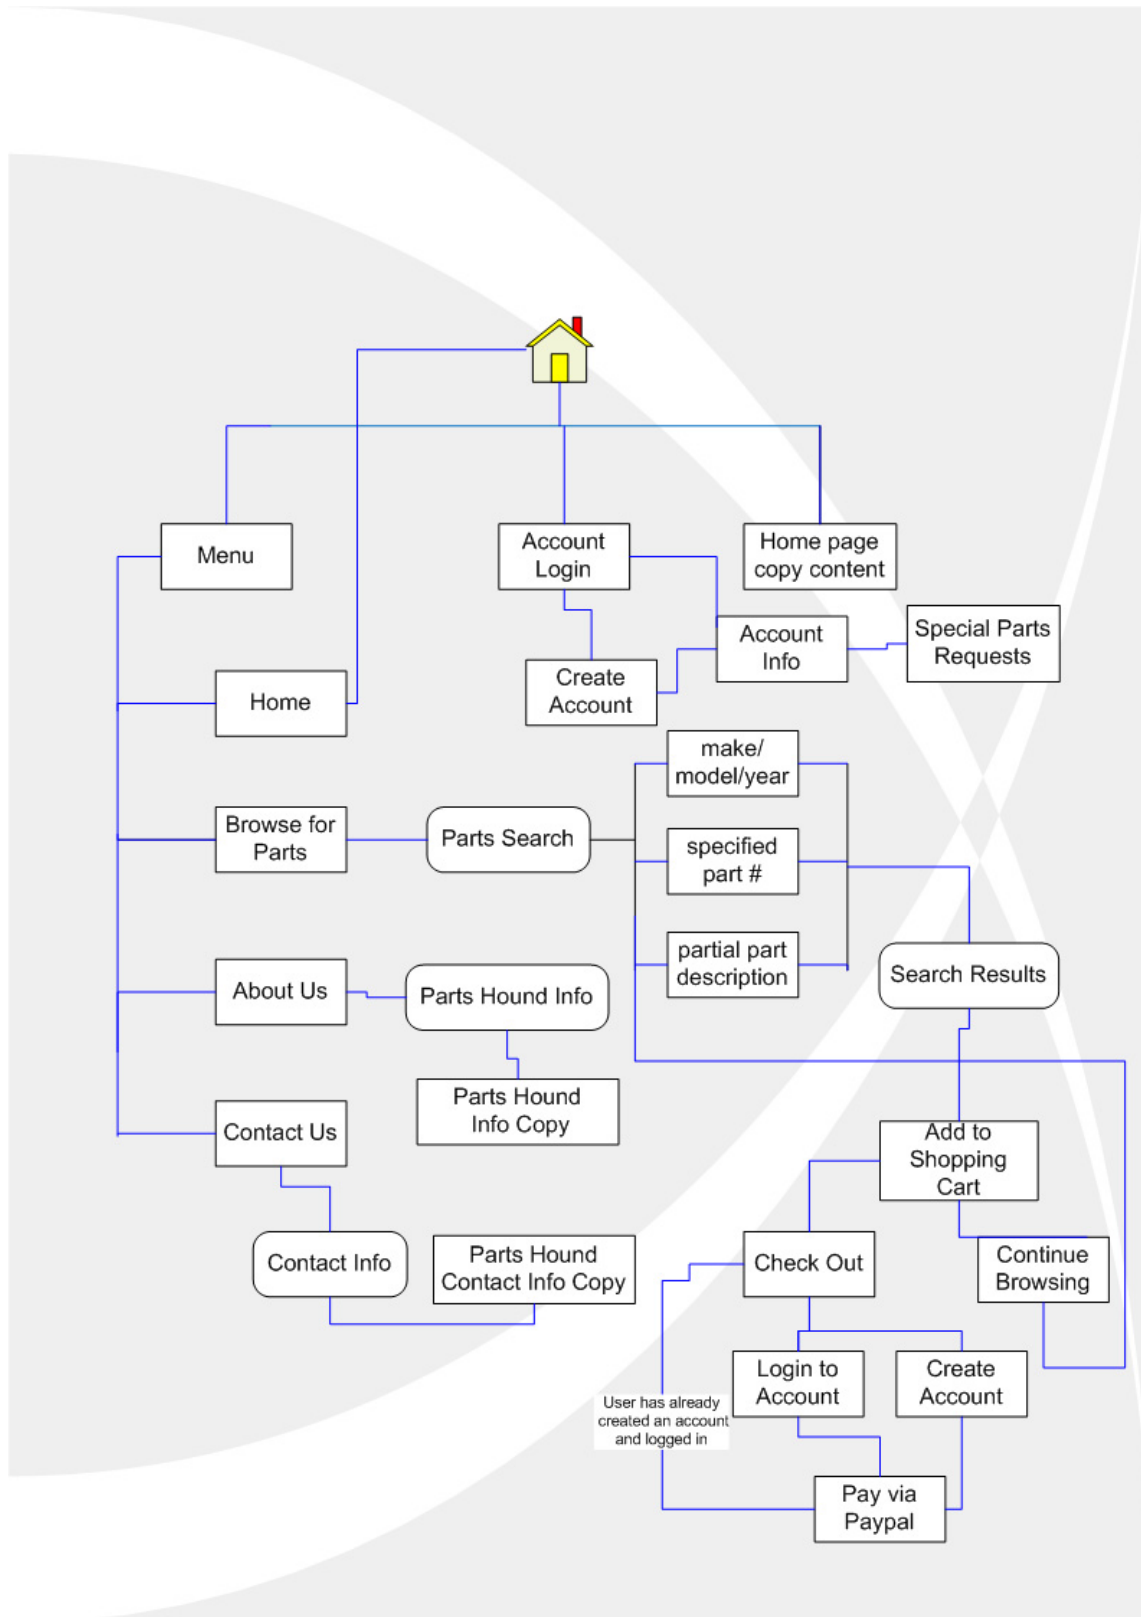 Menu
Account
Login
Home page
copy content
Special Parts
Requests
Account
Info
Create
Account
Home
make/
model/year
Browse for
Parts
Parts Search
specified
part #
partial part
description
Search Results
About Us
Parts Hound Info
Parts Hound
Info Copy
Contact Us
Add to
Shopping
Cart
Contact Info
Parts Hound
Contact Info Copy
Check Out
Continue
Browsing
Login to
Account
Create
Account
User has already
created an account
and logged in
Pay via
Paypal